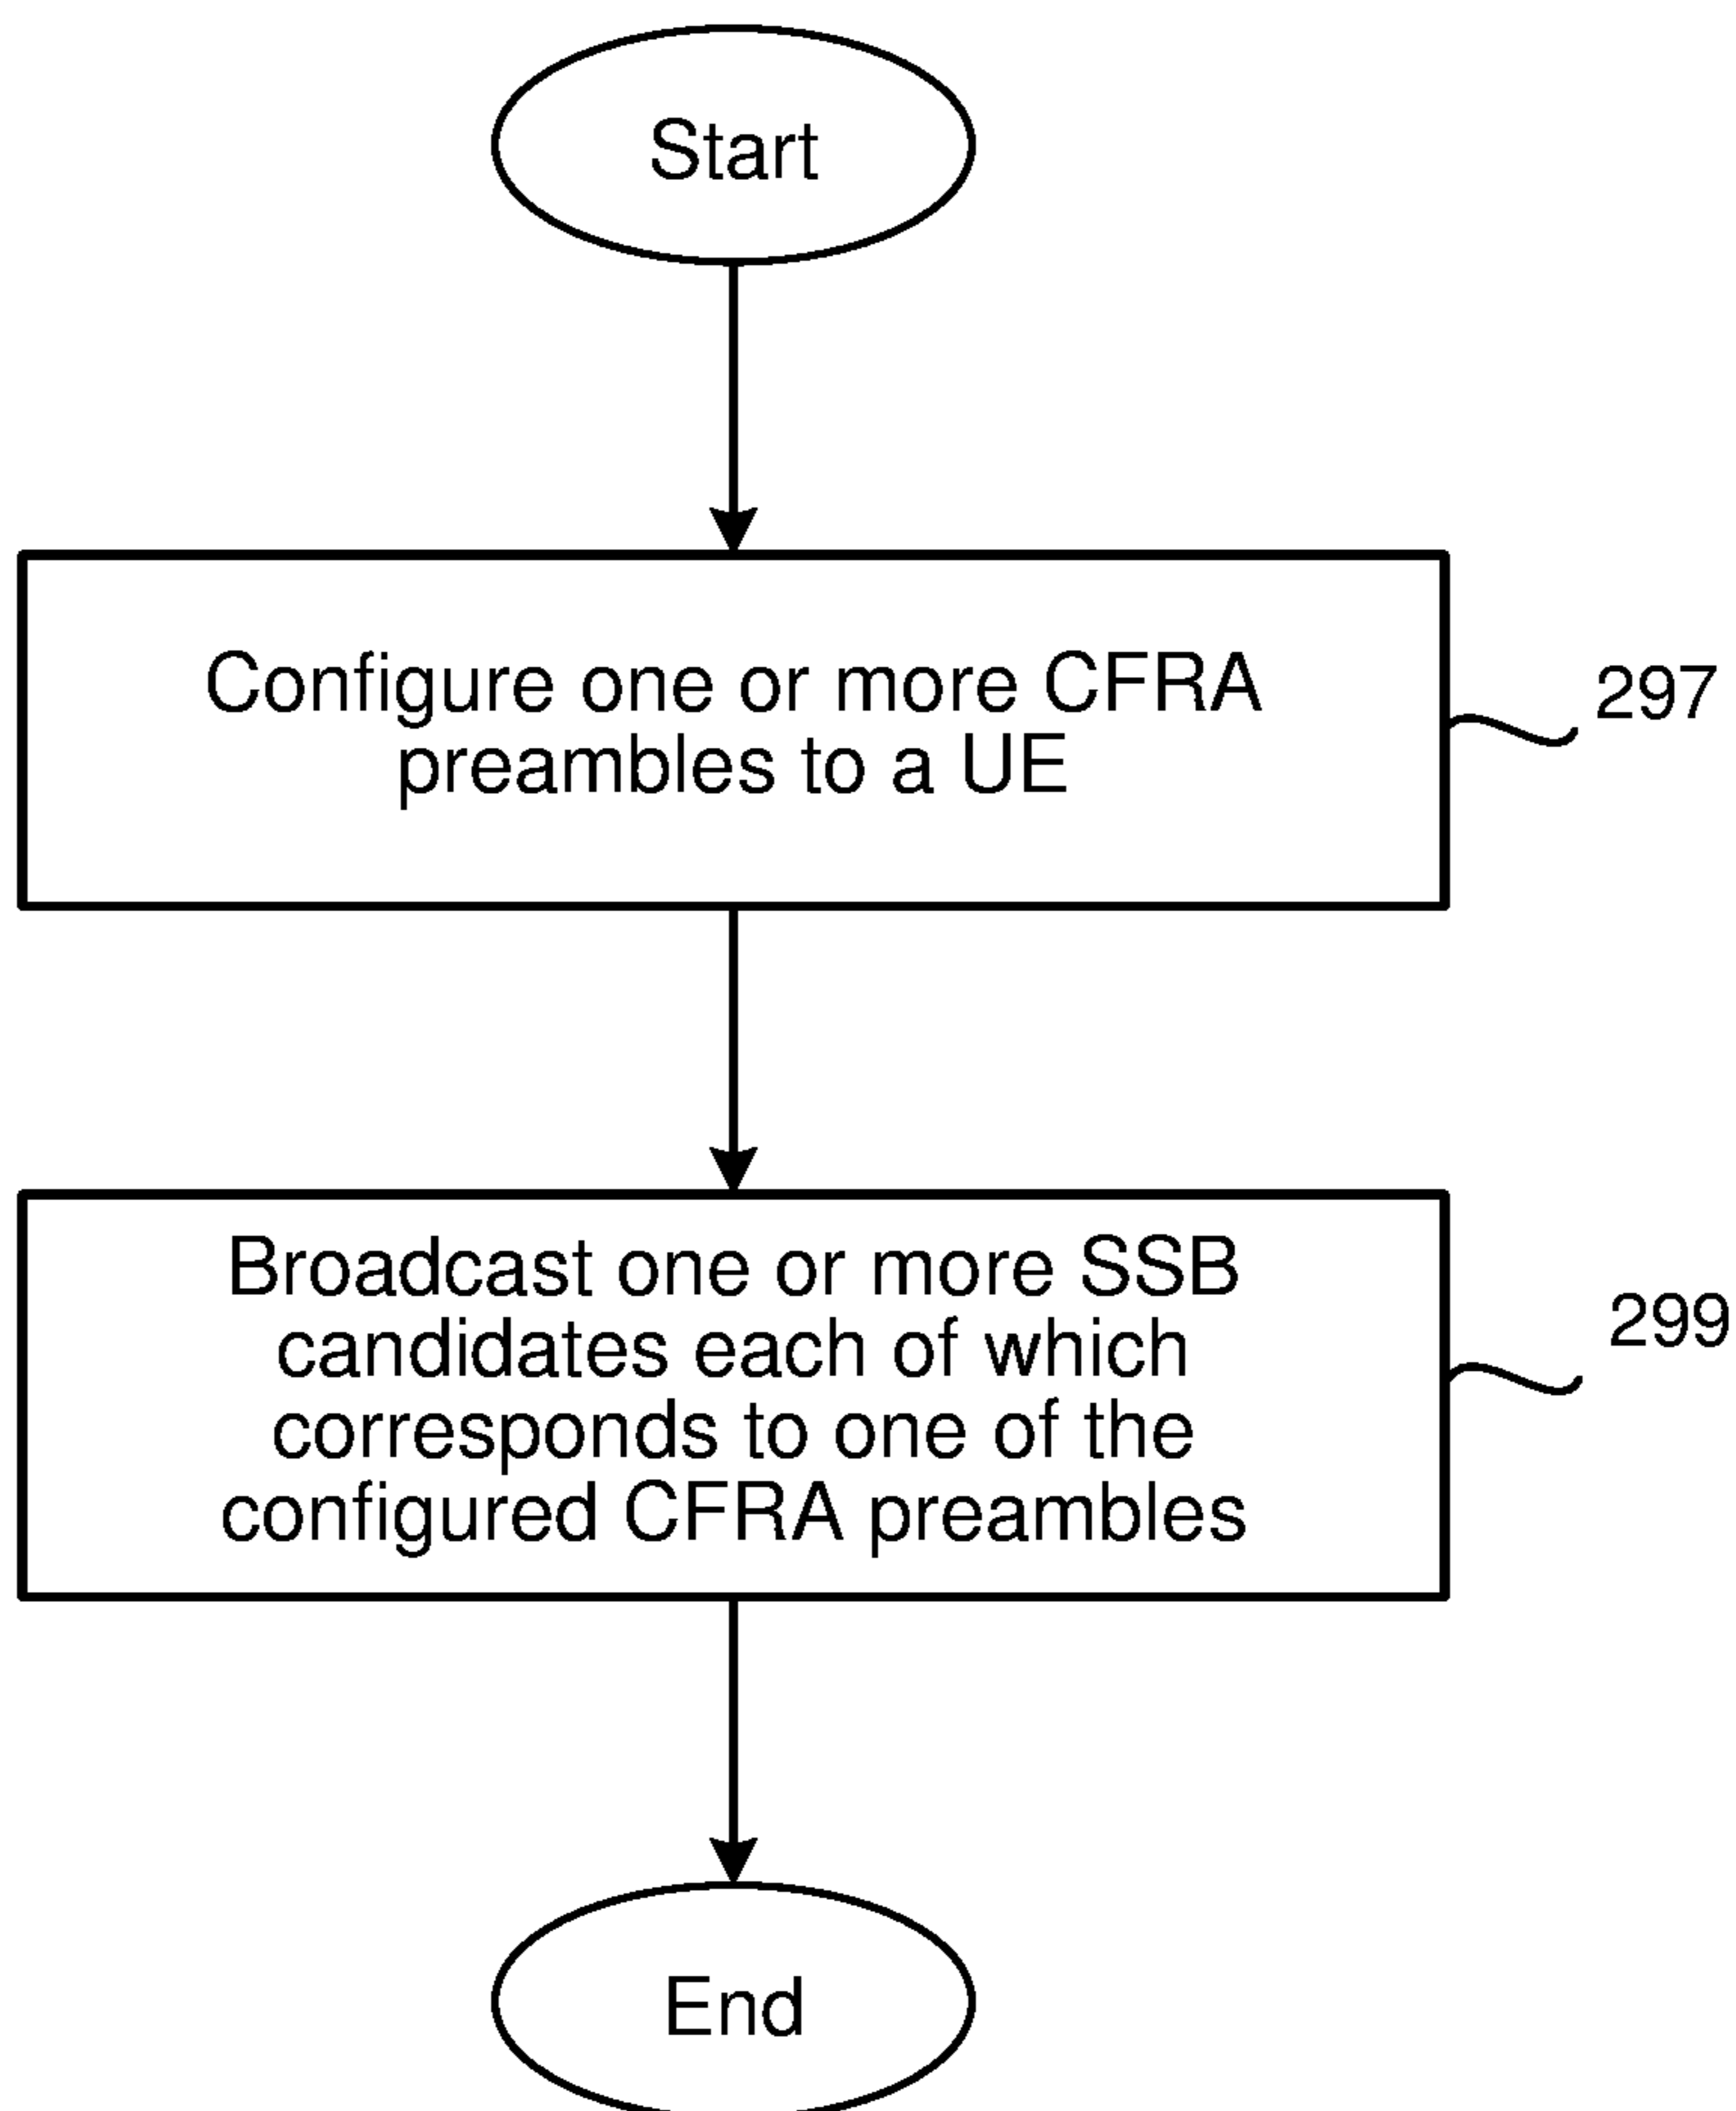 Start
Configure one or more CFRA
preambles to a UE
297
Broadcast one or more SSB
candidates each of which
corresponds to one of the
configured CFRA preambles
299
End